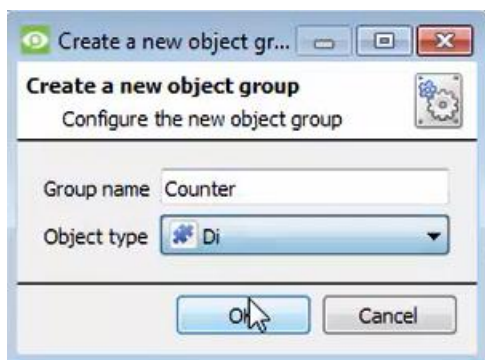 Create a new object gr...
Create a new object group
Configure the new object group
Group name Counter
Object type Di
OK Cancel